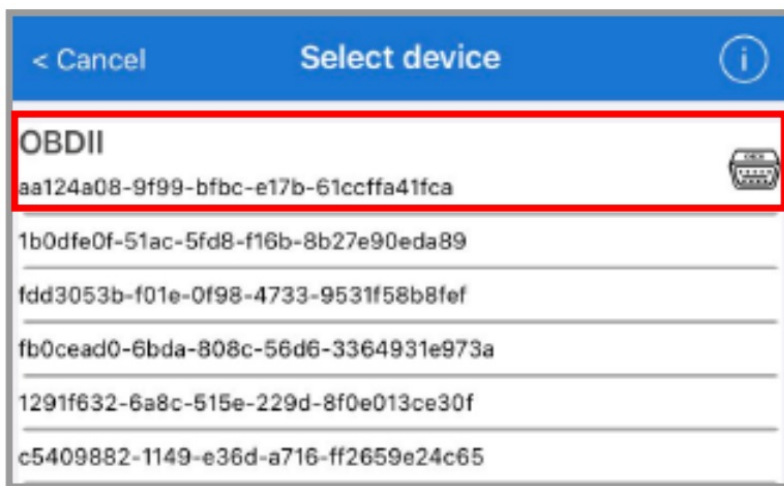 < Cancel Select device i
OBDII
aa124a08-9f99-bfbc-e17b-61ccffa41fca
1b0dfe0f-51ac-5fd8-f16b-8b27e90eda89
fdd3053b-f01e-0f98-4733-9531f58b8fef
fb0cead0-6bda-808c-56d6-3364931e973a
1291f632-6a8c-515e-229d-8f0e013ce30f
c5409882-1149-e36d-a716-ff2659e24c65